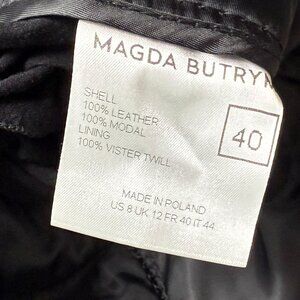 MAGDA BUTRYM
SHELL
100% LEATHER
100% MODAL
LINING
100% VISTER TWILL
40
MADE IN POLAND
US 8 UK 12 FR 40 IT 44